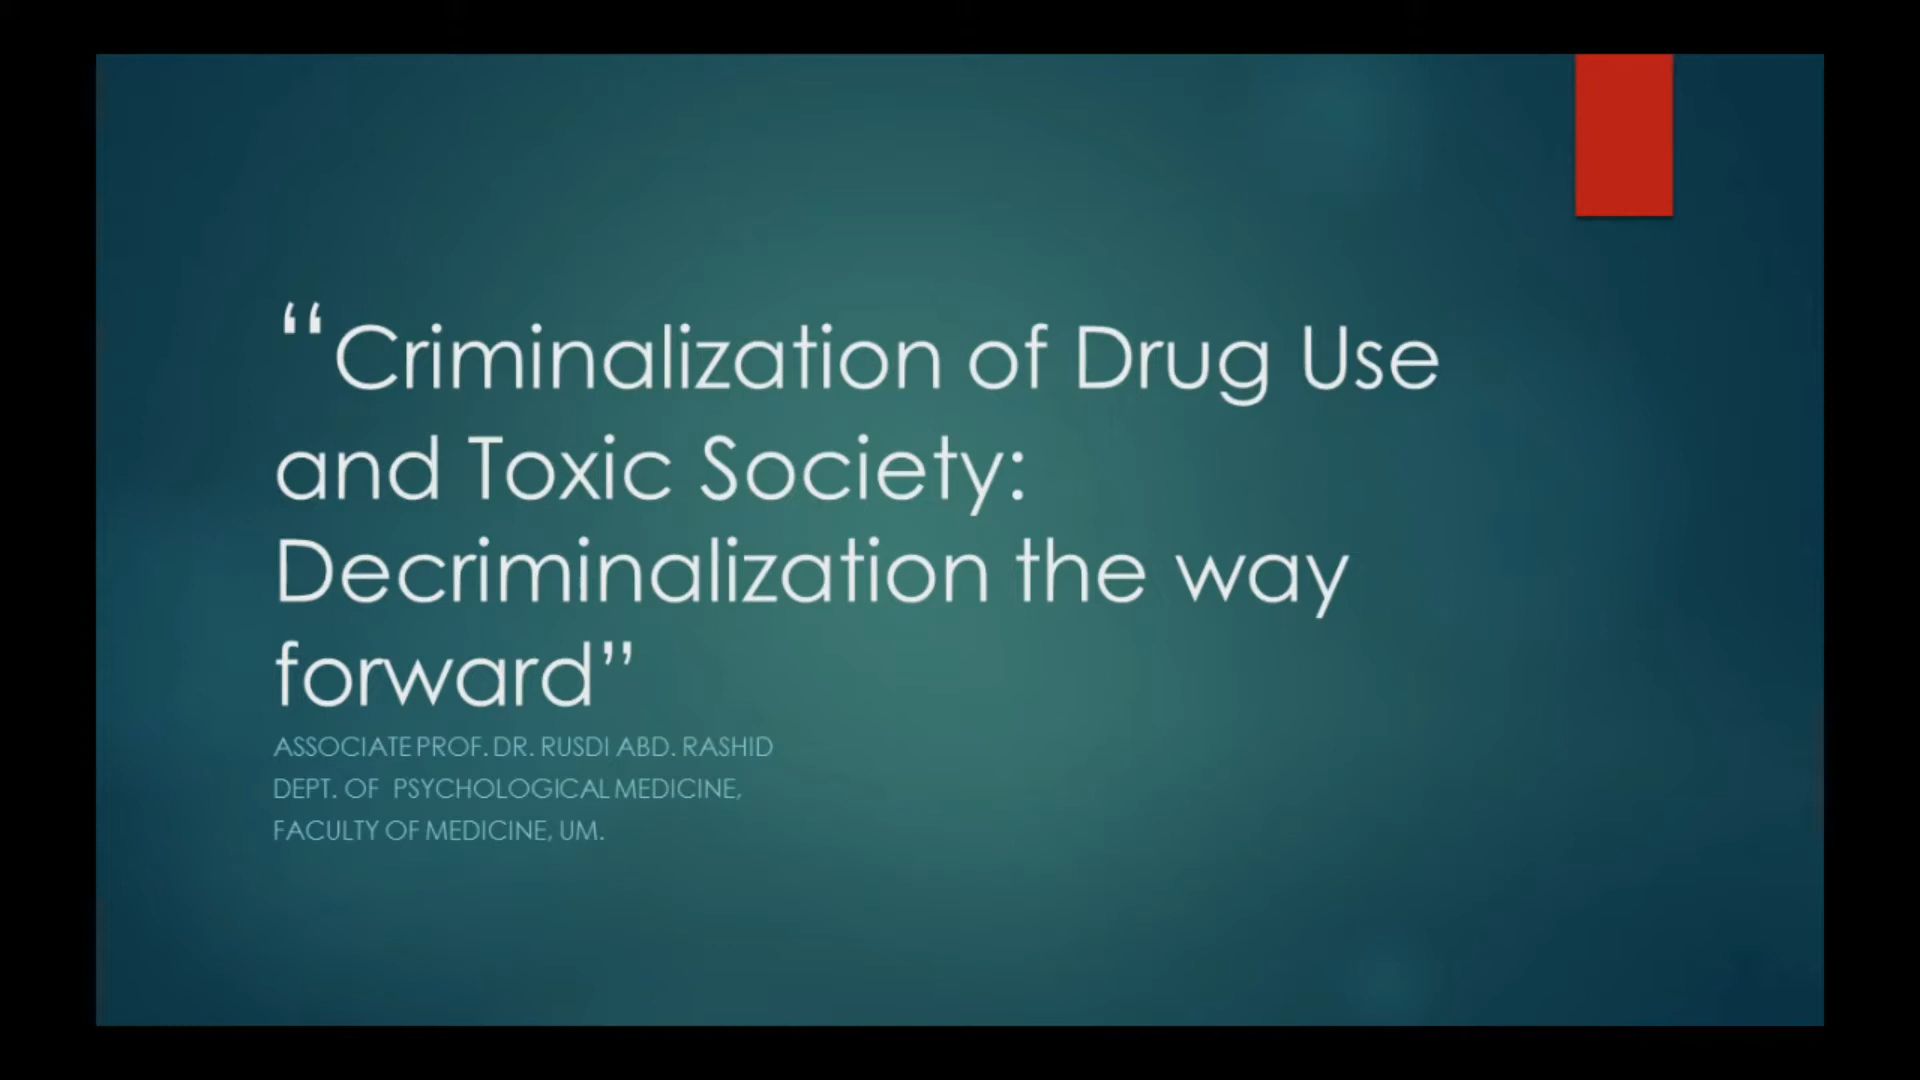 “Criminalization of Drug Use
and Toxic Society:
Decriminalization the way
forward”
ASSOCIATE PROF. DR. RUSDI ABD. RASHID
DEPT. OF PSYCHOLOGICAL MEDICINE,
FACULTY OF MEDICINE, UM.